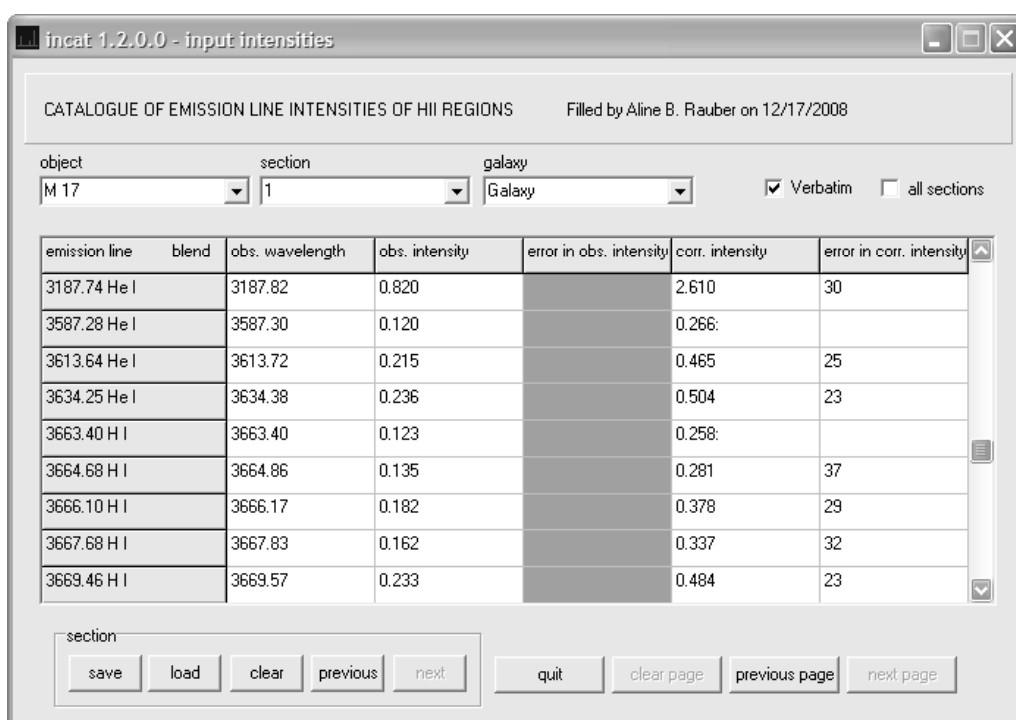 incat 1.2.0.0 - input intensities
CATALOGUE OF EMISSION LINE INTENSITIES OF HII REGIONS Filled by Aline B. Rauber on 12/17/2008
object section galaxy
M 17 1 Galaxy Verbatim all sections
emission line blend obs. wavelength obs. intensity error in obs. intensity corr. intensity error in corr. intensity
3187.74 He I 3187.82 0.820 2.610 30
3587.28 He I 3587.30 0.120 0.266:
3613.64 He I 3613.72 0.215 0.465 25
3634.25 He I 3634.38 0.236 0.504 23
3663.40 H I 3663.40 0.123 0.258:
3664.68 H I 3664.86 0.135 0.281 37
3666.10 H I 3666.17 0.182 0.378 29
3667.68 H I 3667.83 0.162 0.337 32
3669.46 H I 3669.57 0.233 0.484 23
section
save load clear previous next quit clear page previous page next page